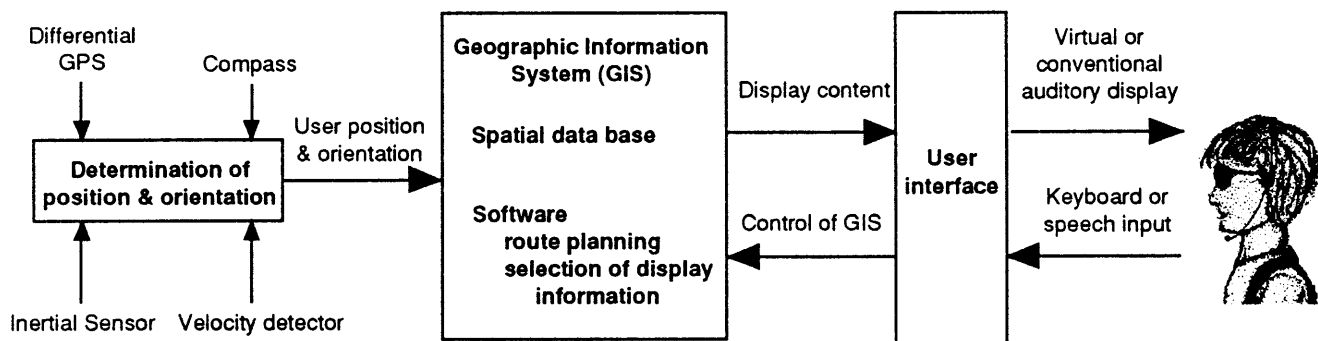 Differential
GPS
Compass
Determination of
position & orientation
Inertial Sensor
Velocity detector
User position
& orientation
Geographic Information
System (GIS)
Spatial data base
Software
route planning
selection of display
information
Display content
Control of GIS
User
interface
Virtual or
conventional
auditory display
Keyboard or
speech input